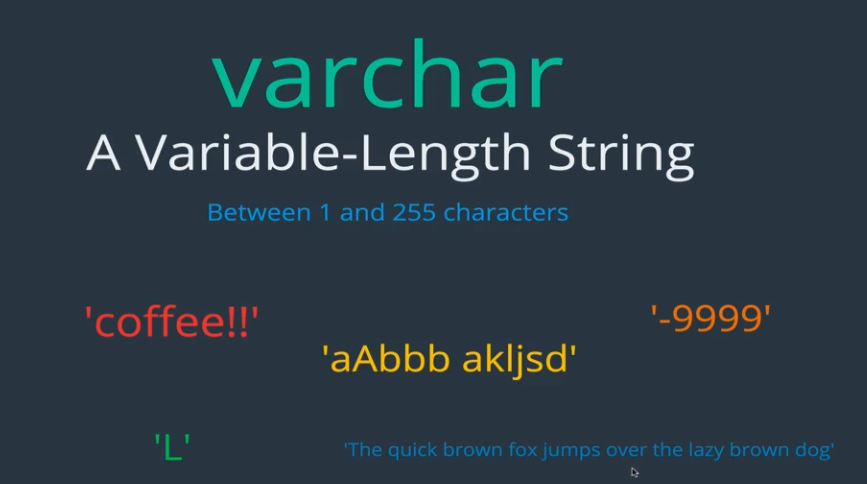 varchar
A Variable-Length String
Between 1 and 255 characters
'coffee!!'
'-9999'
'aAbbb akljsd'
'L'
'The quick brown fox jumps over the lazy brown dog'